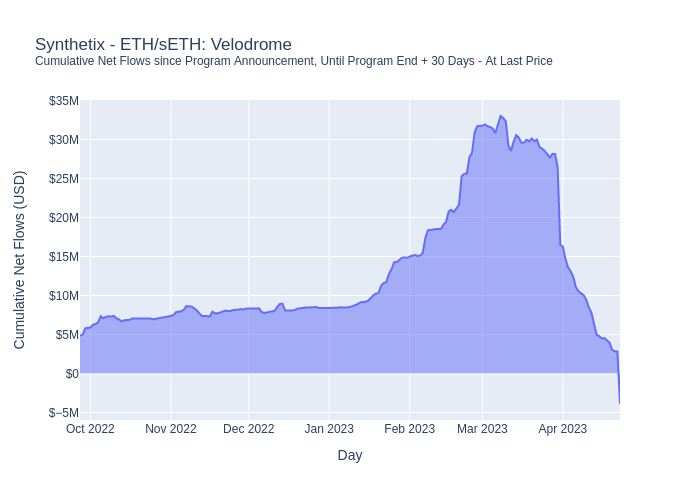 Synthetix - ETH/sETH: Velodrome
Cumulative Net Flows since Program Announcement, Until Program End + 30 Days - At Last Price
Cumulative Net Flows (USD)
$35M
$30M
$25M
$20M
$15M
$10M
$5M
$0
$−5M
Oct 2022
Nov 2022
Dec 2022
Jan 2023
Feb 2023
Mar 2023
Apr 2023
Day